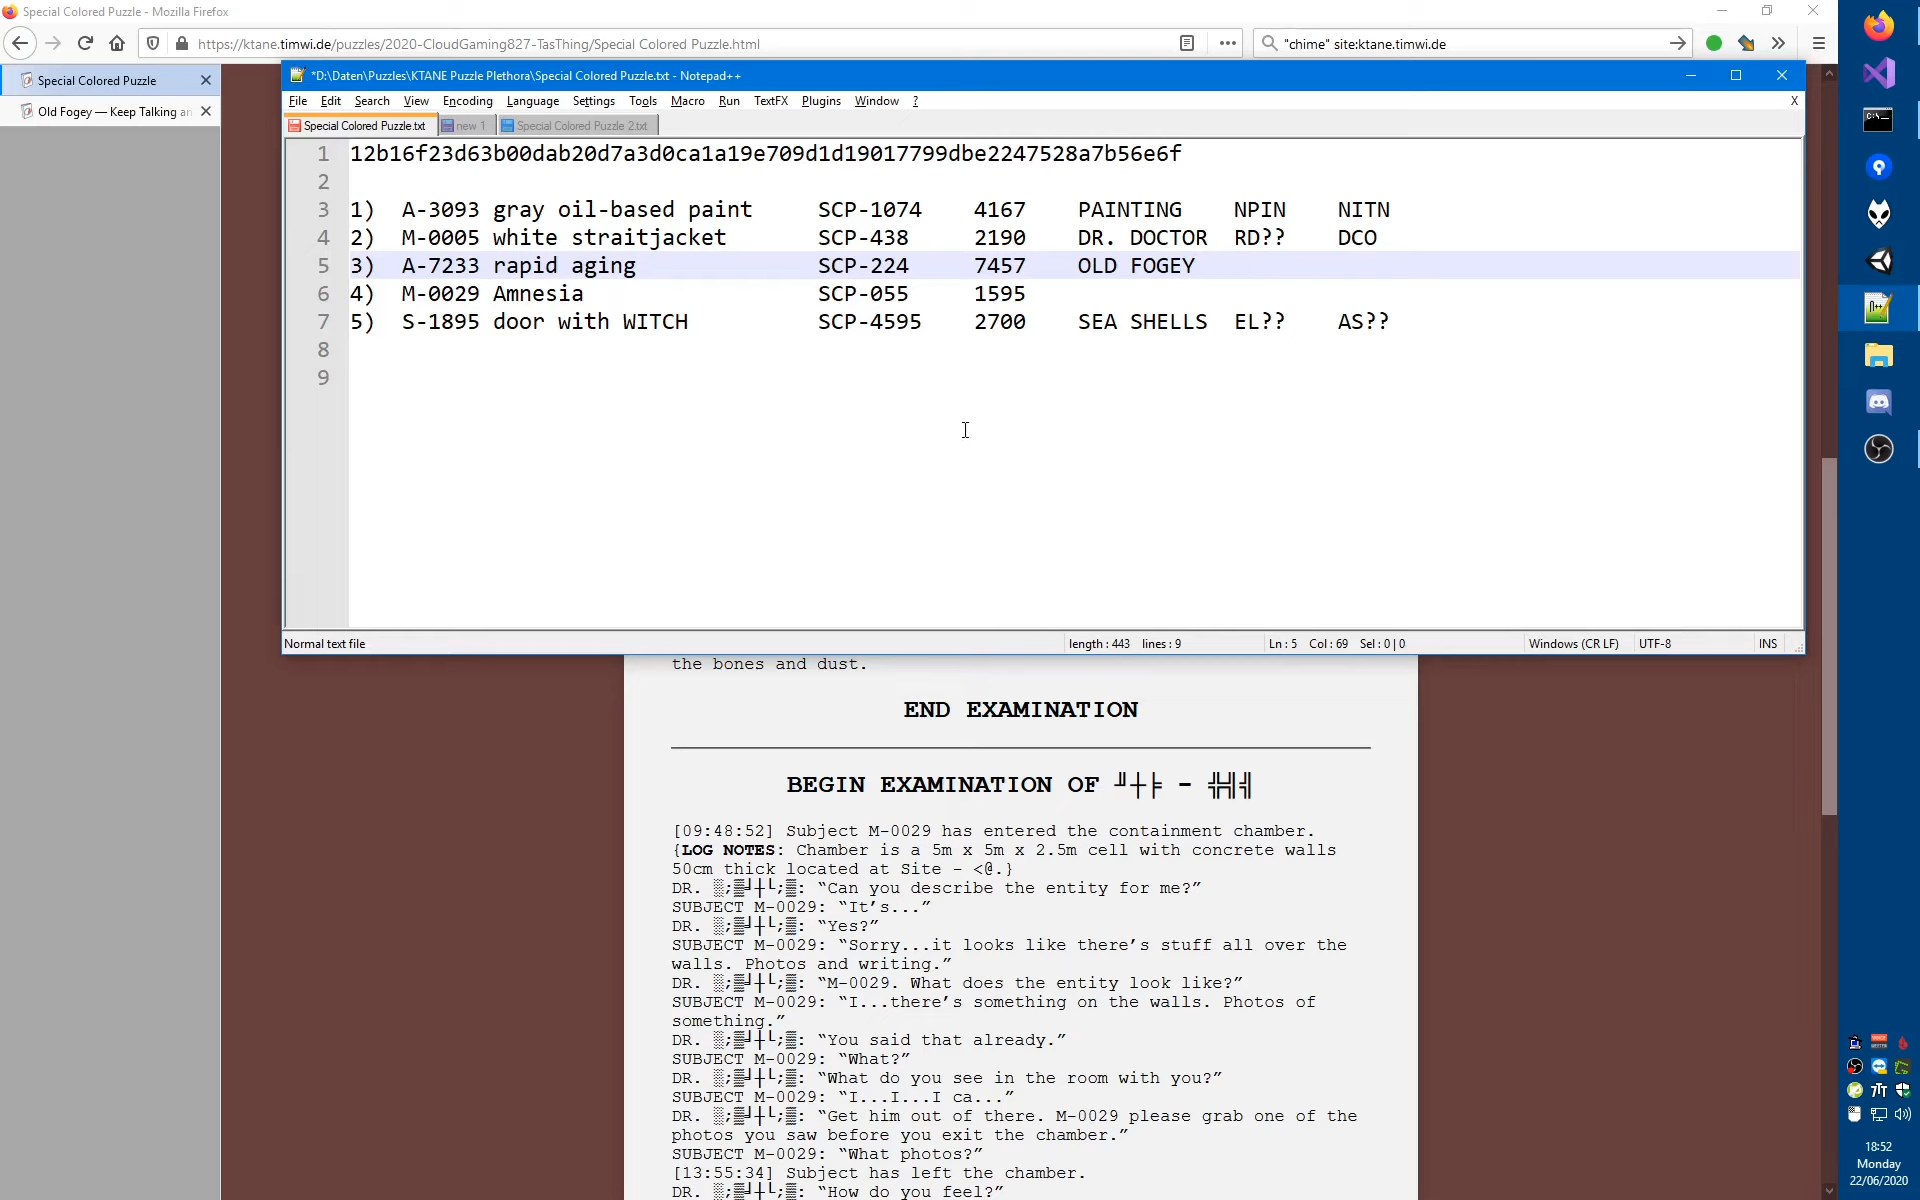 Special Colored Puzzle - Mozilla Firefox
https://ktane.timwi.de/puzzles/2020-CloudGaming827-TasThing/Special Colored Puzzle.html
"chime" site:ktane.timwi.de
Special Colored Puzzle
Old Fogey — Keep Talking an
*D:\Daten\Puzzles\KTANE Puzzle Plethora\Special Colored Puzzle.txt - Notepad++
File Edit Search View Encoding Language Settings Tools Macro Run TextFX Plugins Window ? X
Special Colored Puzzle.txt new 1 Special Colored Puzzle 2.txt
1 12b16f23d63b00dab20d7a3d0ca1a19e709d1d19017799dbe2247528a7b56e6f
2
3 1) A-3093 gray oil-based paint SCP-1074 4167 PAINTING NPIN NITN
4 2) M-0005 white straitjacket SCP-438 2190 DR. DOCTOR RD?? DCO
5 3) A-7233 rapid aging SCP-224 7457 OLD FOGEY
6 4) M-0029 Amnesia SCP-055 1595
7 5) S-1895 door with WITCH SCP-4595 2700 SEA SHELLS EL?? AS??
8
9
Normal text file length : 443 lines : 9 Ln : 5 Col : 69 Sel : 0 | 0 Windows (CR LF) UTF-8 INS
the bones and dust.
END EXAMINATION
BEGIN EXAMINATION OF ╜┼╞ - ╬╢╣
[09:48:52] Subject M-0029 has entered the containment chamber.
{LOG NOTES: Chamber is a 5m x 5m x 2.5m cell with concrete walls
50cm thick located at Site - <@.}
DR. ░;▒┘┼└;▒: “Can you describe the entity for me?”
SUBJECT M-0029: “It’s...”
DR. ░;▒┘┼└;▒: “Yes?”
SUBJECT M-0029: “Sorry...it looks like there’s stuff all over the
walls. Photos and writing.”
DR. ░;▒┘┼└;▒: “M-0029. What does the entity look like?”
SUBJECT M-0029: “I...there’s something on the walls. Photos of
something.”
DR. ░;▒┘┼└;▒: “You said that already.”
SUBJECT M-0029: “What?”
DR. ░;▒┘┼└;▒: “What do you see in the room with you?”
SUBJECT M-0029: “I...I...I ca...”
DR. ░;▒┘┼└;▒: “Get him out of there. M-0029 please grab one of the
photos you saw before you exit the chamber.”
SUBJECT M-0029: “What photos?”
[13:55:34] Subject has left the chamber.
DR. ░;▒┘┼└;▒: “How do you feel?”
18:52
Monday
22/06/2020